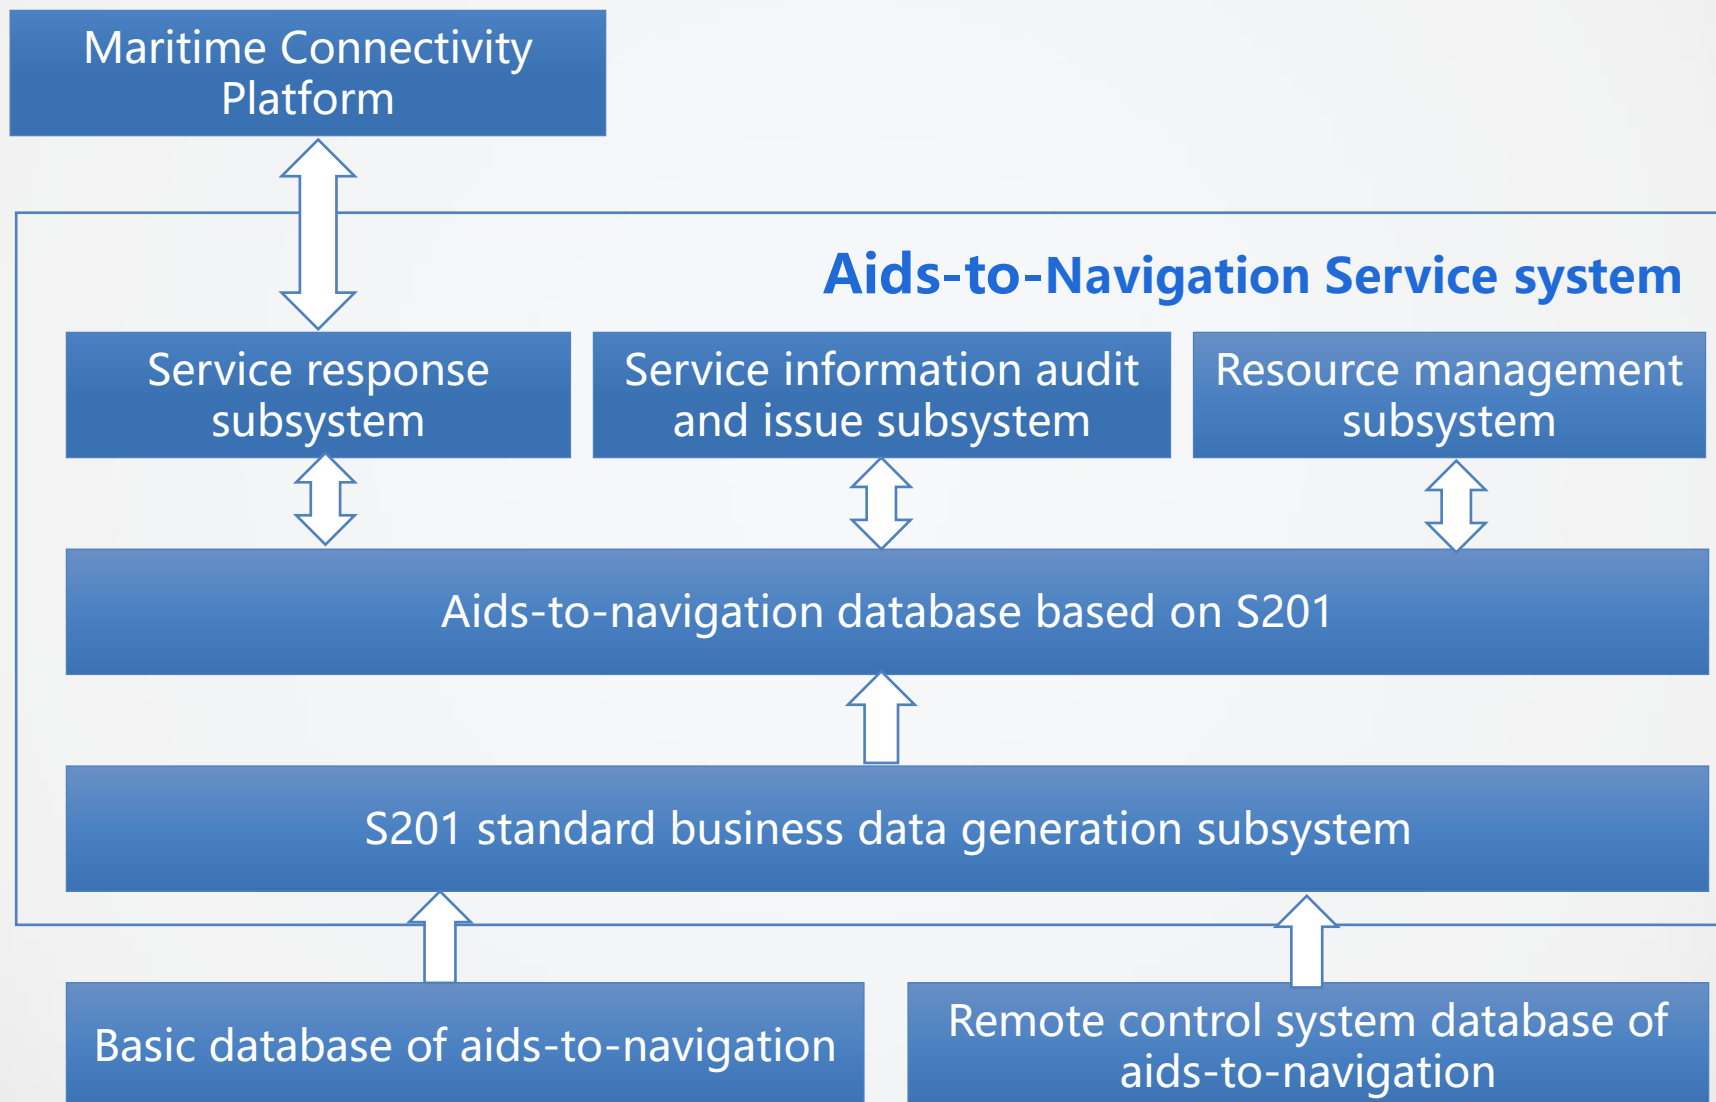 Maritime Connectivity
Platform
Aids-to-Navigation Service system
Service response
subsystem
Service information audit
and issue subsystem
Resource management
subsystem
Aids-to-navigation database based on S201
S201 standard business data generation subsystem
Basic database of aids-to-navigation
Remote control system database of
aids-to-navigation